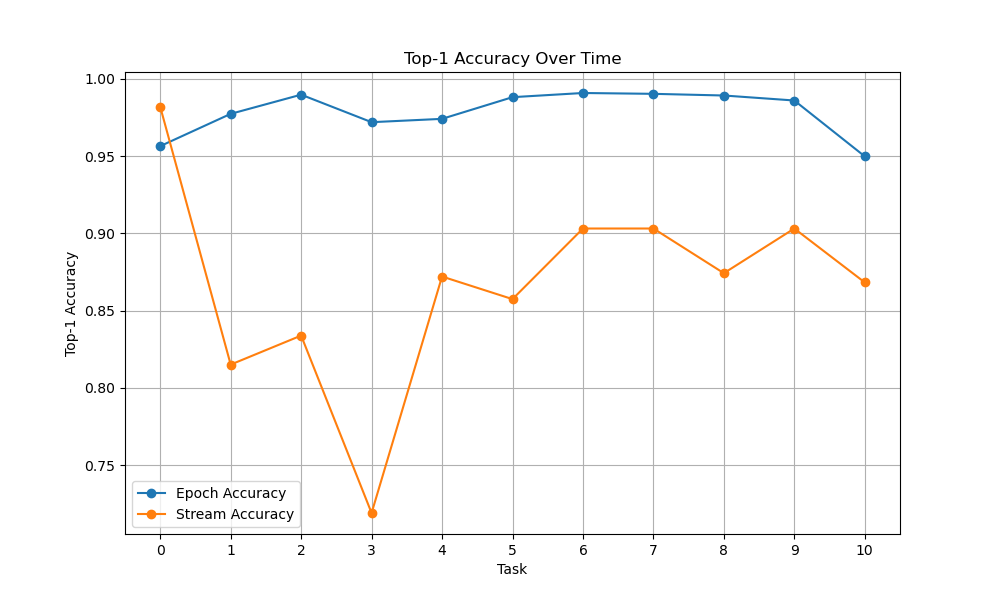 Top-1 Accuracy Over Time
Top-1 Accuracy
1.00
0.95
0.90
0.85
0.80
0.75
Epoch Accuracy
Stream Accuracy
0 1 2 3 4 5 6 7 8 9 10
Task